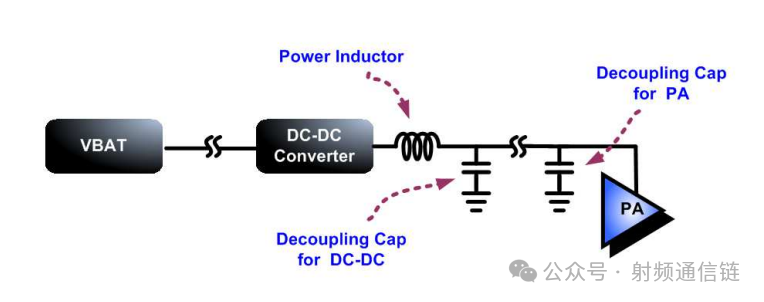 Power Inductor
Decoupling Cap
for PA
VBAT
DC-DC
Converter
PA
Decoupling Cap
for DC-DC
公众号 · 射频通信链